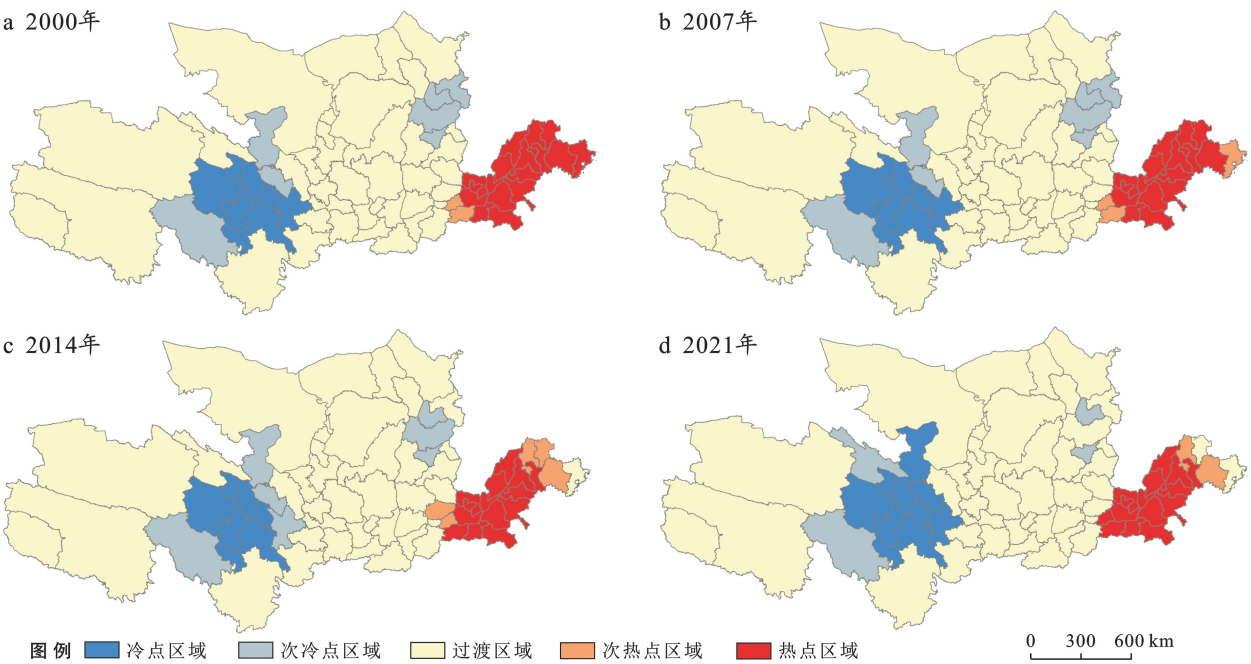 a 2000年
b 2007年
c 2014年
d 2021年
图例 冷点区域 次冷点区域 过渡区域 次热点区域 热点区域
0 300 600 km